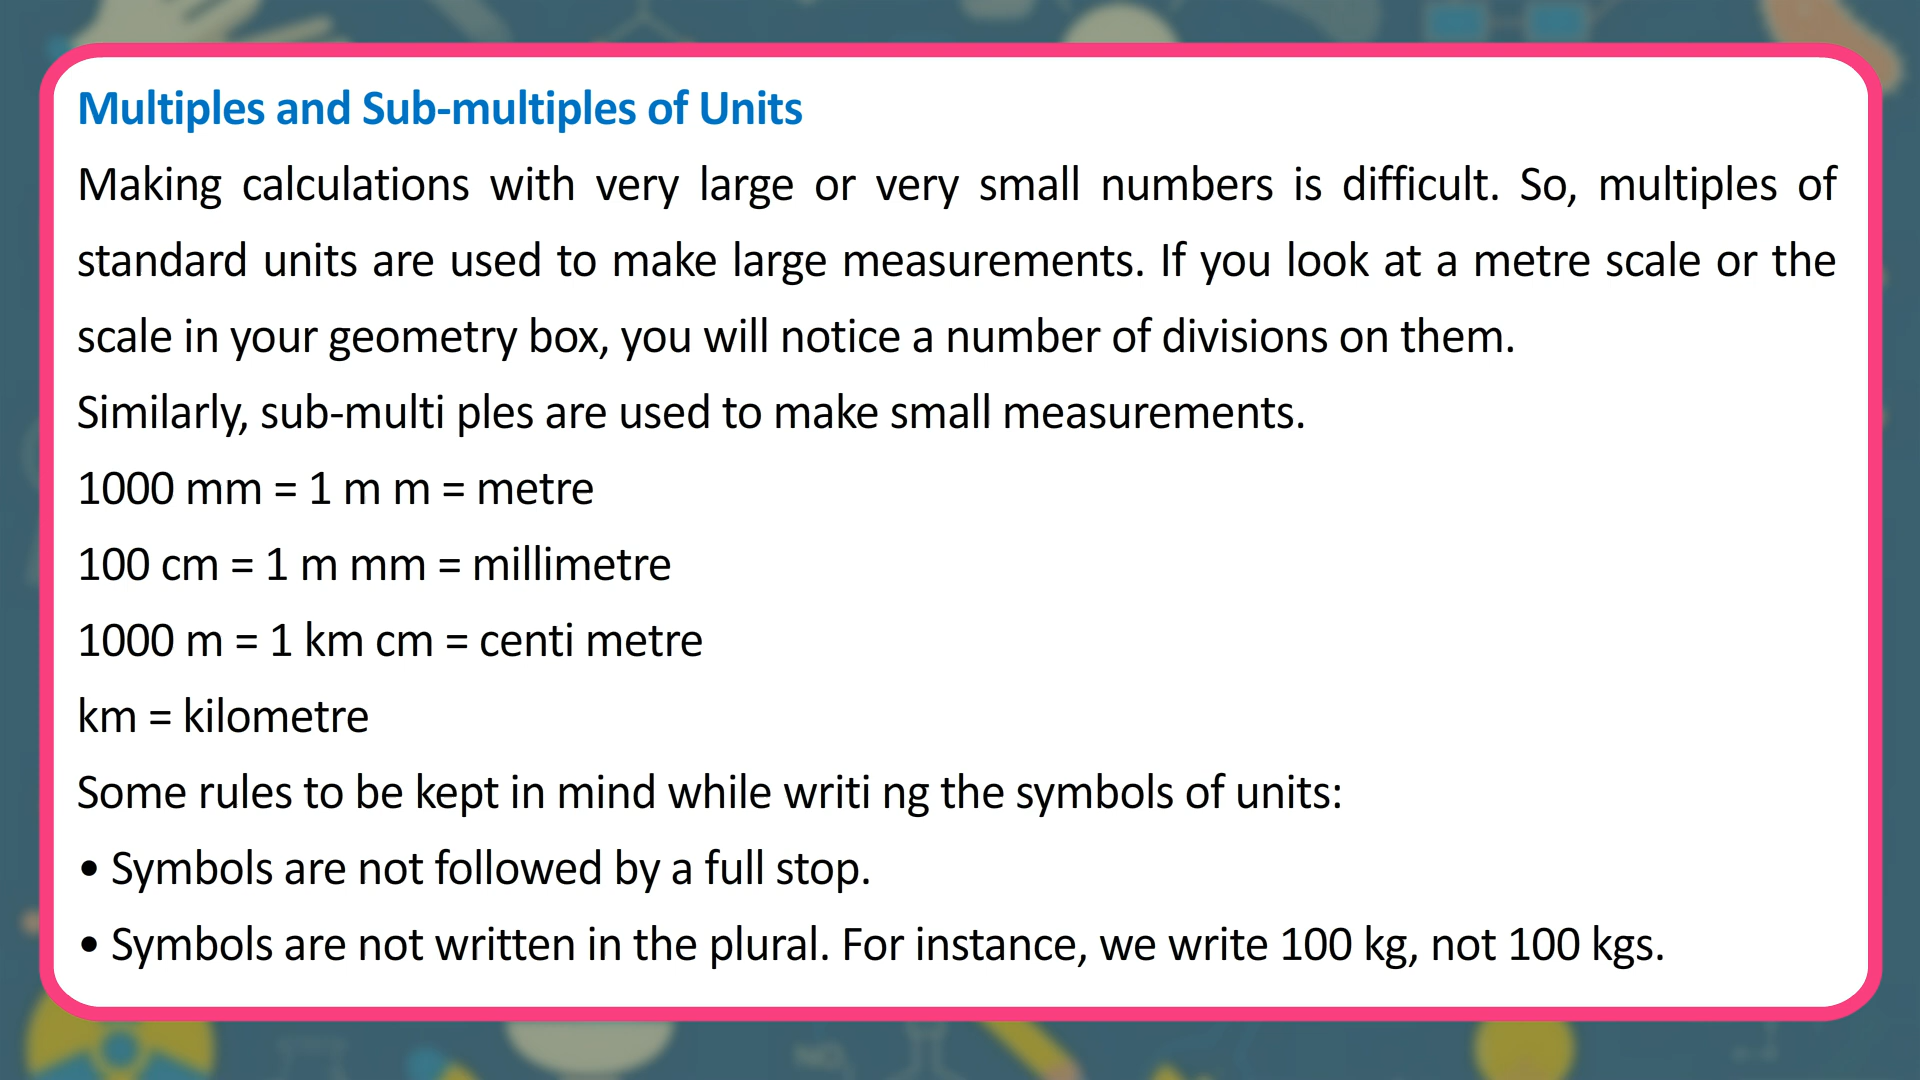 Multiples and Sub-multiples of Units
Making calculations with very large or very small numbers is difficult. So, multiples of
standard units are used to make large measurements. If you look at a metre scale or the
scale in your geometry box, you will notice a number of divisions on them.
Similarly, sub-multi ples are used to make small measurements.
1000 mm = 1 m m = metre
100 cm = 1 m mm = millimetre
1000 m = 1 km cm = centi metre
km = kilometre
Some rules to be kept in mind while writi ng the symbols of units:
• Symbols are not followed by a full stop.
• Symbols are not written in the plural. For instance, we write 100 kg, not 100 kgs.